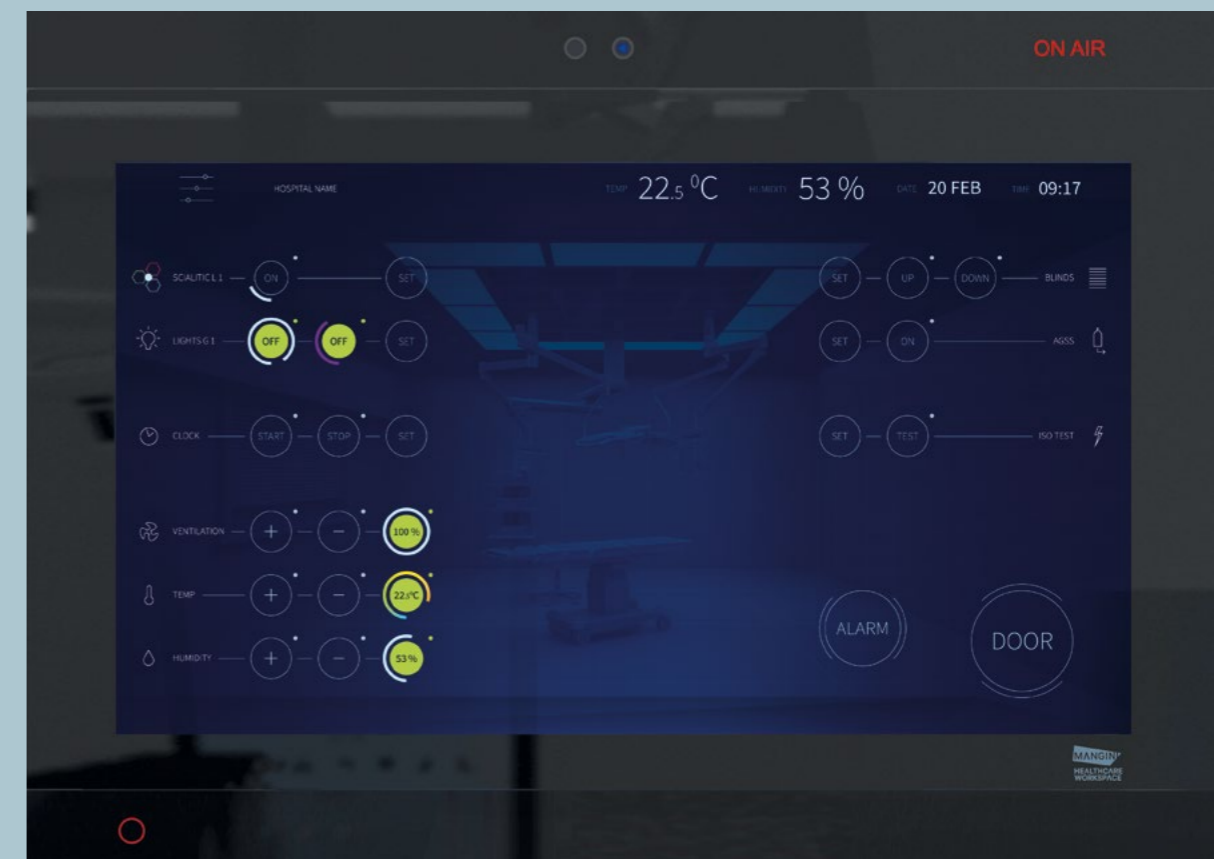 ON AIR
HOSPITAL NAME
TEMP 22.5 °C HUMIDITY 53 % DATE 20 FEB TIME 09:17
SCIALITIC L 1 ON SET
SET UP DOWN BLINDS
LIGHTS G 1 OFF OFF SET
SET ON AGSS
CLOCK START STOP SET
SET TEST ISO TEST
VENTILATION + - 100 %
TEMP + - 22.5°C
HUMIDITY + - 53 %
ALARM
DOOR
MANGINI
HEALTHCARE
WORKSPACE